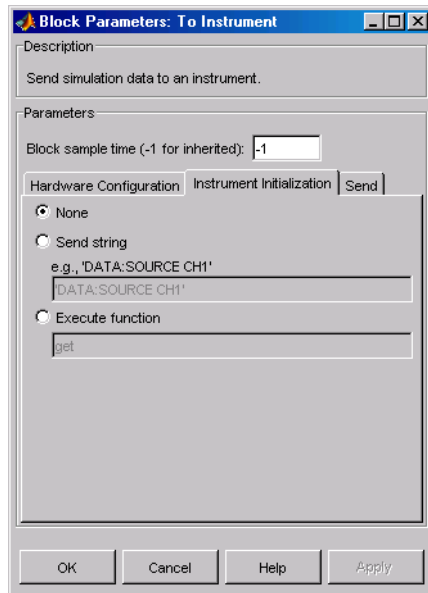 Block Parameters: To Instrument
Description
Send simulation data to an instrument.
Parameters
Block sample time (-1 for inherited): -1
Hardware Configuration Instrument Initialization Send
None
Send string
e.g., 'DATA:SOURCE CH1'
'DATA:SOURCE CH1'
Execute function
get
OK Cancel Help Apply